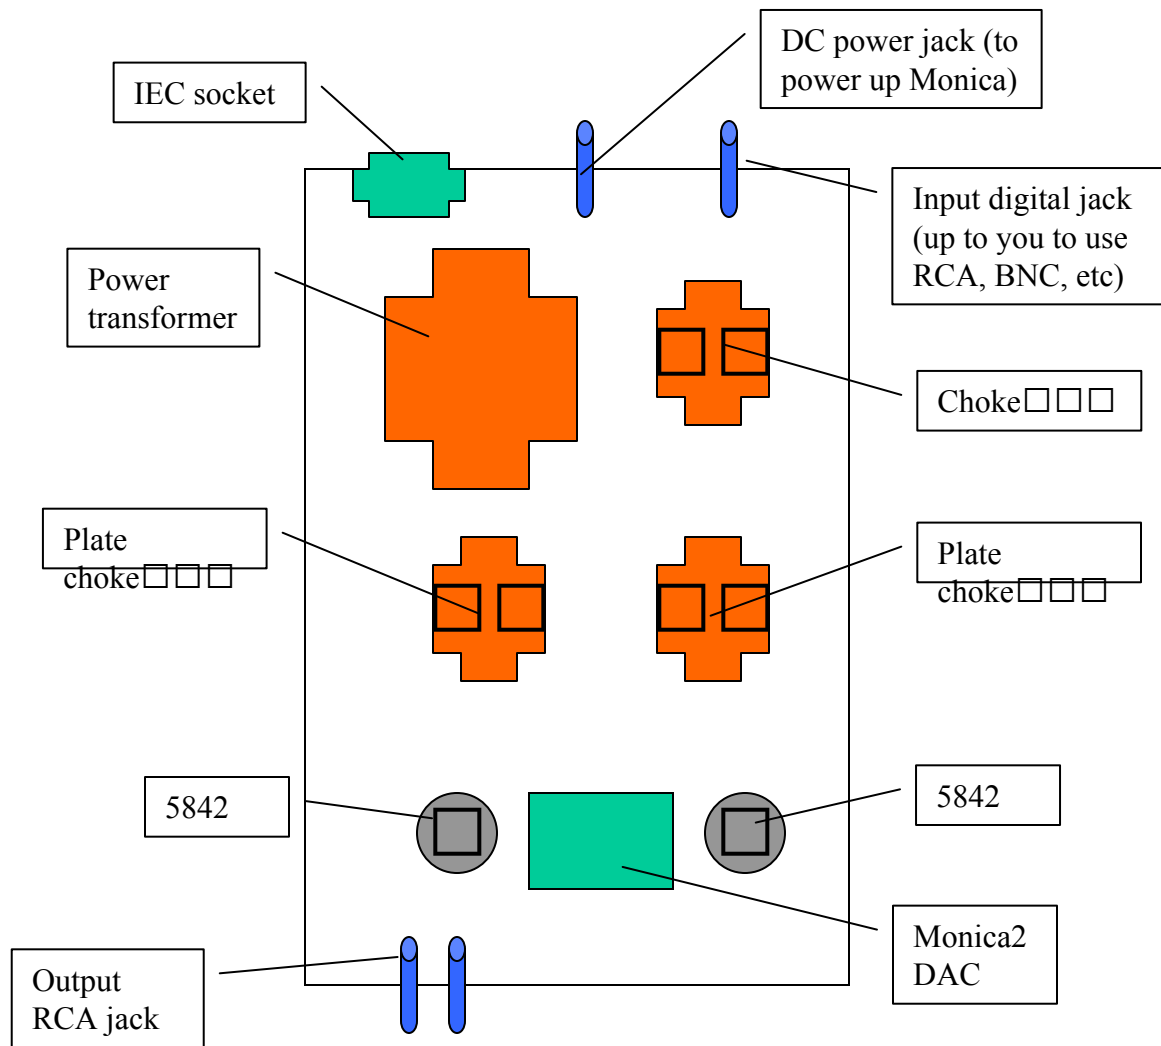 DC power jack (to
power up Monica)
IEC socket
Input digital jack
(up to you to use
RCA, BNC, etc)
Power
transformer
Choke□□□
Plate
choke□□□
Plate
choke□□□
5842
5842
Monica2
DAC
Output
RCA jack